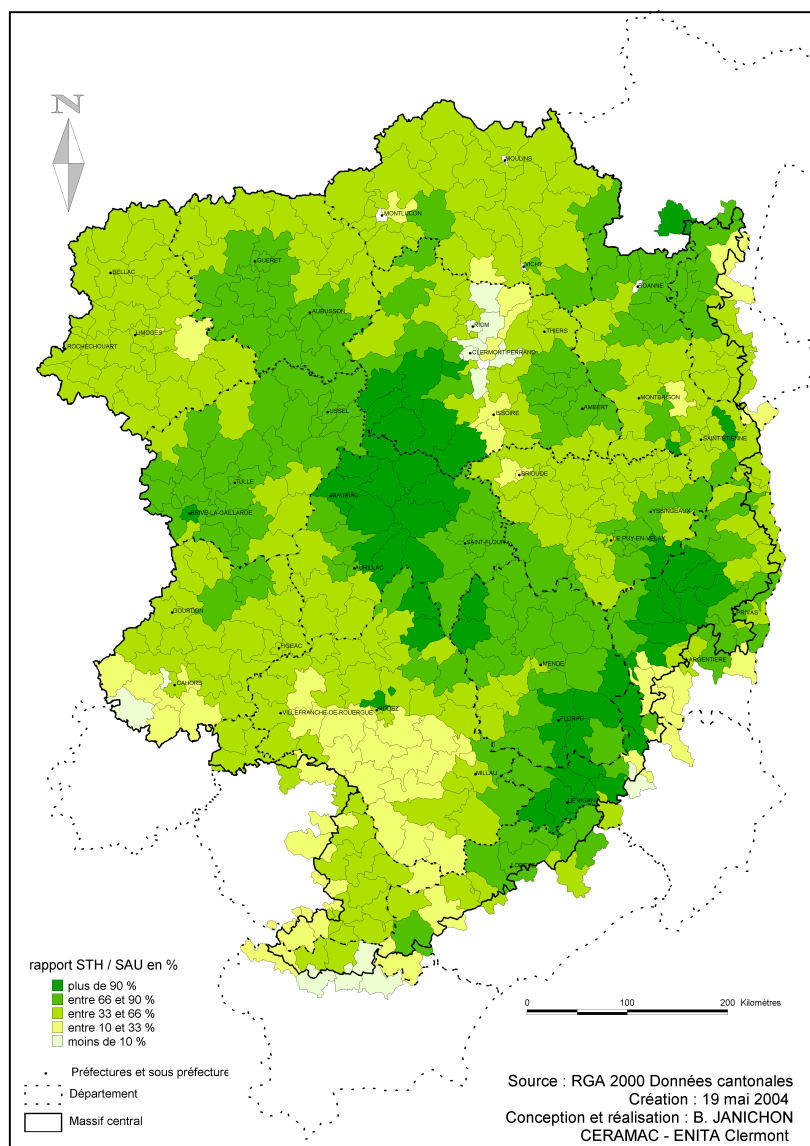 N
MOULINS
MONTLUCON
GUERET
VICHY
BELLAC
ROANNE
AUBUSSON
RIOM
LIMOGES
THIERS
ROCHECHOUART
CLERMONT-FERRAND
MONTBRISON
AMBERT
USSEL
ISSOIRE
SAINT-ETIENNE
BRIOUDE
TULLE
MAURIAC
BRIVE-LA-GAILLARDE
YSSINGEAUX
LE PUY-EN-VELAY
SAINT-FLOUR
AURILLAC
GOURDON
PRIVAS
FIGEAC
ARGENTIERE
MENDE
CAHORS
RODEZ
VILLEFRANCHE-DE-ROUERGUE
FLORAC
MILLAU
LE VIGAN
rapport STH / SAU en %
plus de 90 %
entre 66 et 90 %
entre 33 et 66 %
entre 10 et 33 %
moins de 10 %
Préfectures et sous préfecture
Département
Massif central
0 100 200 Kilomètres
Source : RGA 2000 Données cantonales
Création : 19 mai 2004
Conception et réalisation : B. JANICHON
CERAMAC - ENITA Clermont